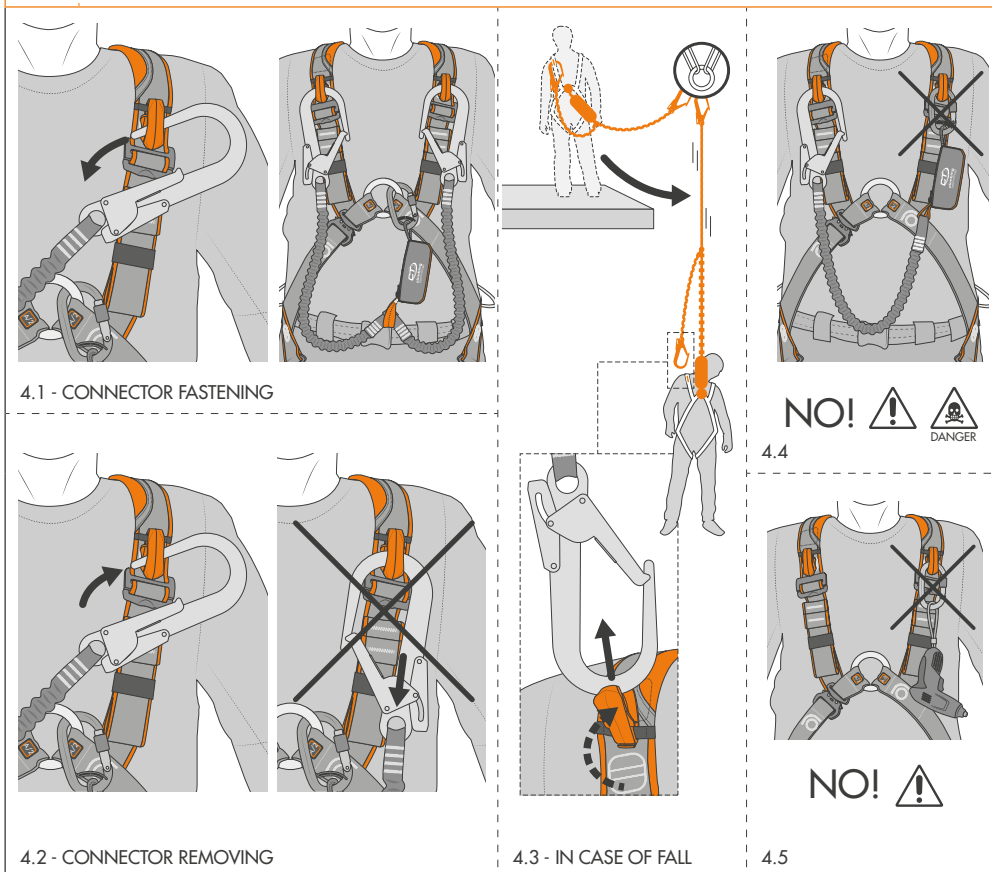 4.1 - CONNECTOR FASTENING
4.2 - CONNECTOR REMOVING
4.3 - IN CASE OF FALL
NO!
DANGER
4.4
NO!
4.5